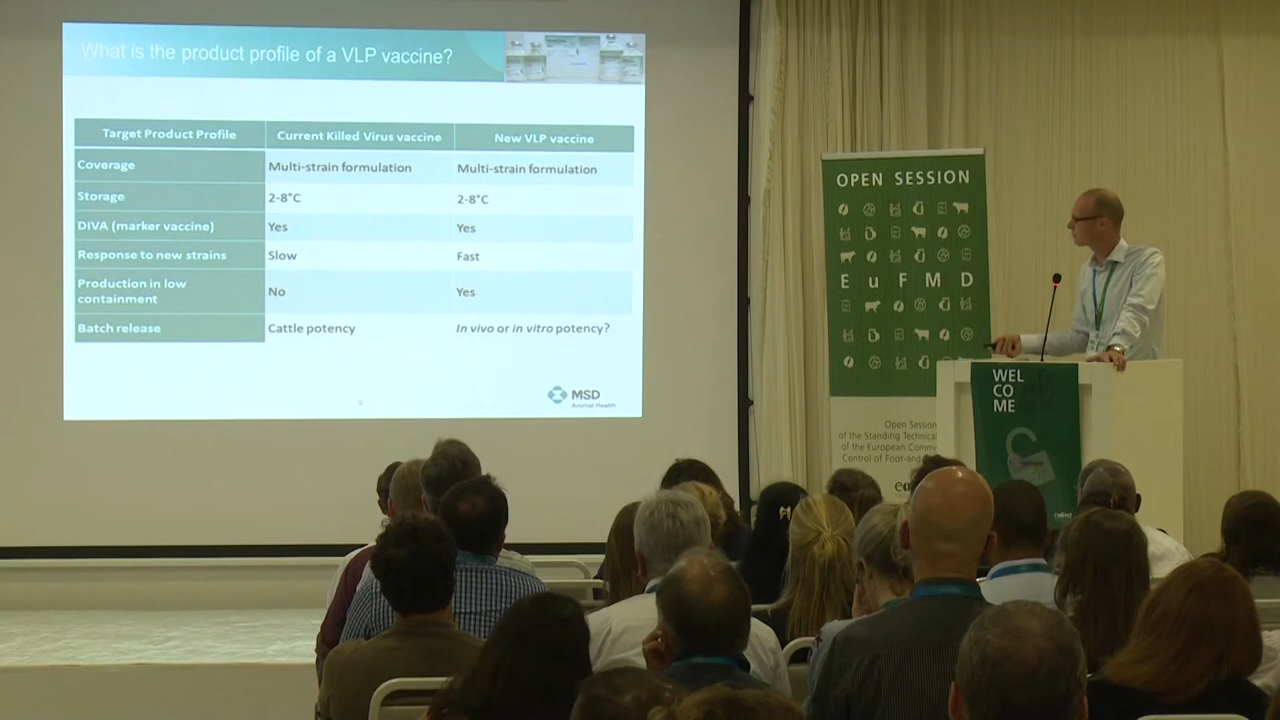 What is the product profile of a VLP vaccine?
Target Product Profile Current Killed Virus vaccine New VLP vaccine
Coverage Multi-strain formulation Multi-strain formulation
Storage 2-8°C 2-8°C
DIVA (marker vaccine) Yes Yes
Response to new strains Slow Fast
Production in low
containment No Yes
Batch release Cattle potency In vivo or in vitro potency?
MSD
Animal Health
OPEN SESSION
E u F M D
Open Session
of the Standing Technical
of the European Comm
Control of Foot-and
WEL
CO
ME